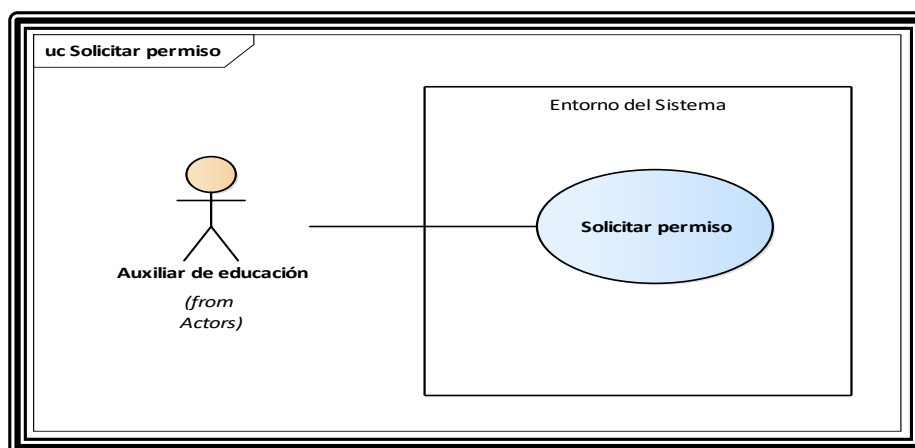 uc Solicitar permiso
Entorno del Sistema
Solicitar permiso
Auxiliar de educación
(from
Actors)